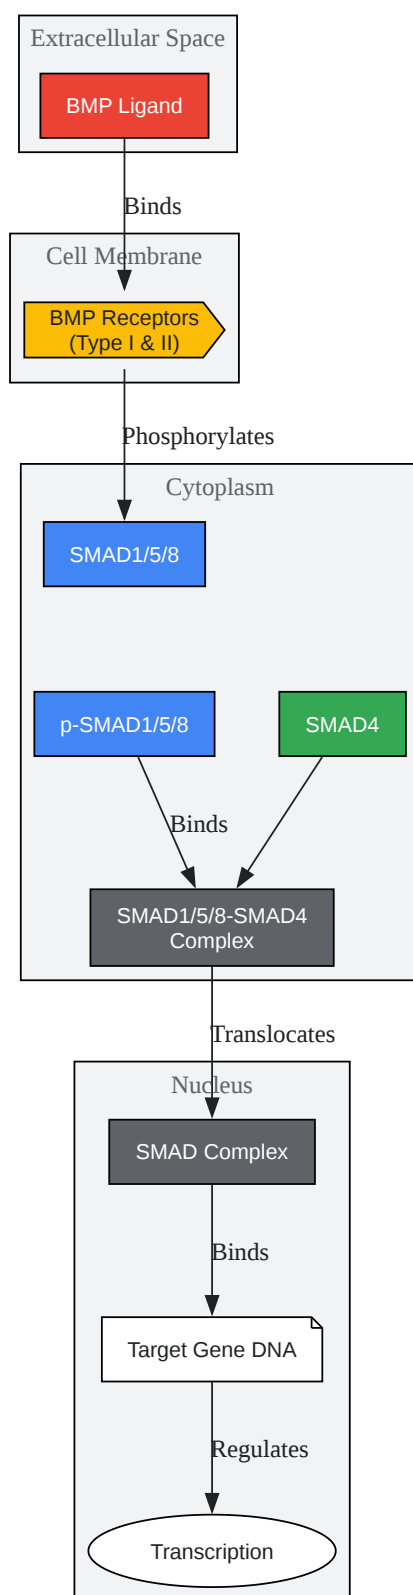 Extracellular Space
BMP Ligand
Binds
Cell Membrane
BMP Receptors
(Type I & II)
Phosphorylates
Cytoplasm
SMAD1/5/8
p-SMAD1/5/8
SMAD4
Binds
SMAD1/5/8-SMAD4
Complex
Translocates
Nucleus
SMAD Complex
Binds
Target Gene DNA
Regulates
Transcription